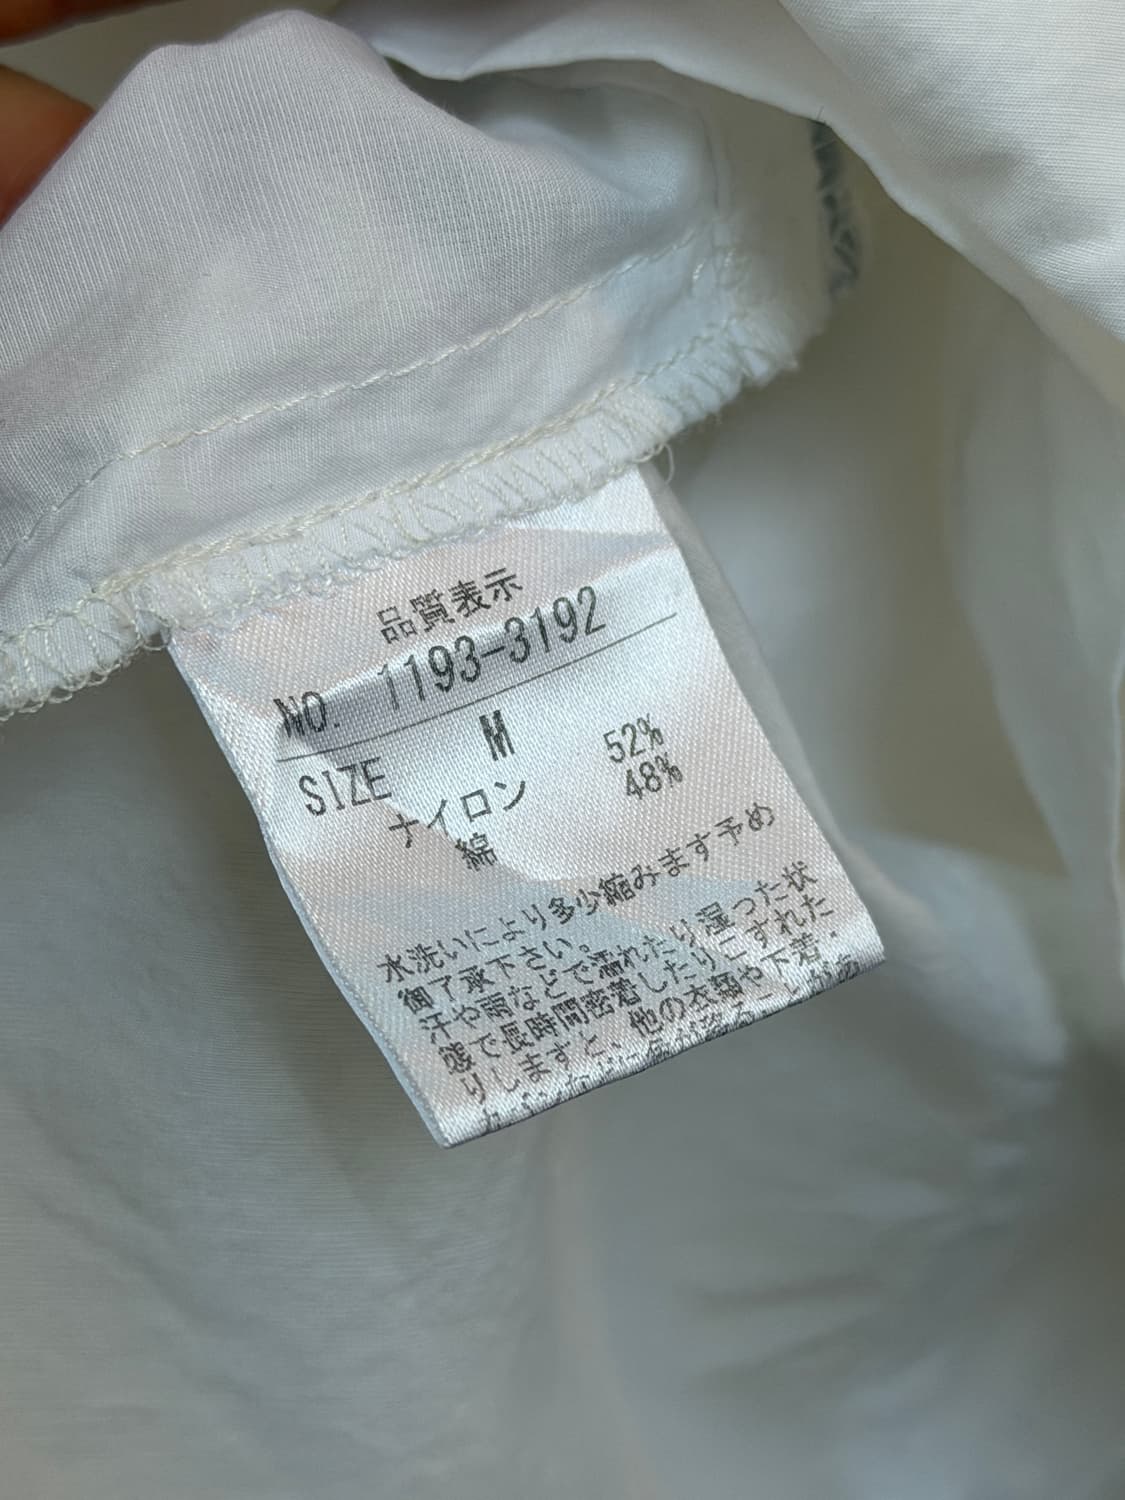 品質表示
NO. 1193-3192
SIZE M
ナイロン 52%
綿 48%
水洗いにより多少縮みます予め
御了承下さい。
汗や雨などで濡れたり湿った状
態で長時間密着したりこすれた
りしますと、他の衣類や下着・